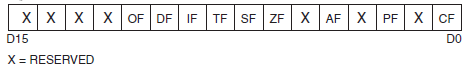 X X X X OF DF IF TF SF ZF X AF X PF X CF
D15 D0
X = RESERVED